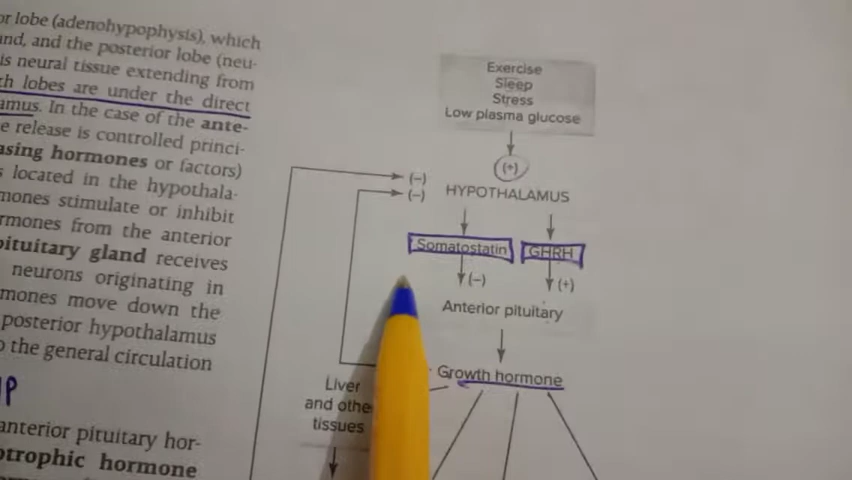 or lobe (adenohypophysis), which
and, and the posterior lobe (neu-
is neural tissue extending from
th lobes are under the direct
amus. In the case of the ante-
e release is controlled princi-
asing hormones or factors)
s located in the hypothala-
mones stimulate or inhibit
rmones from the anterior
pituitary gland receives
neurons originating in
mones move down the
posterior hypothalamus
o the general circulation
IP
anterior pituitary hor-
otrophic hormone
Exercise
Sleep
Stress
Low plasma glucose
(+)
(−)
(−)
HYPOTHALAMUS
Somatostatin
GHRH
(−)
(+)
Anterior pituitary
Growth hormone
Liver
and othe
tissues